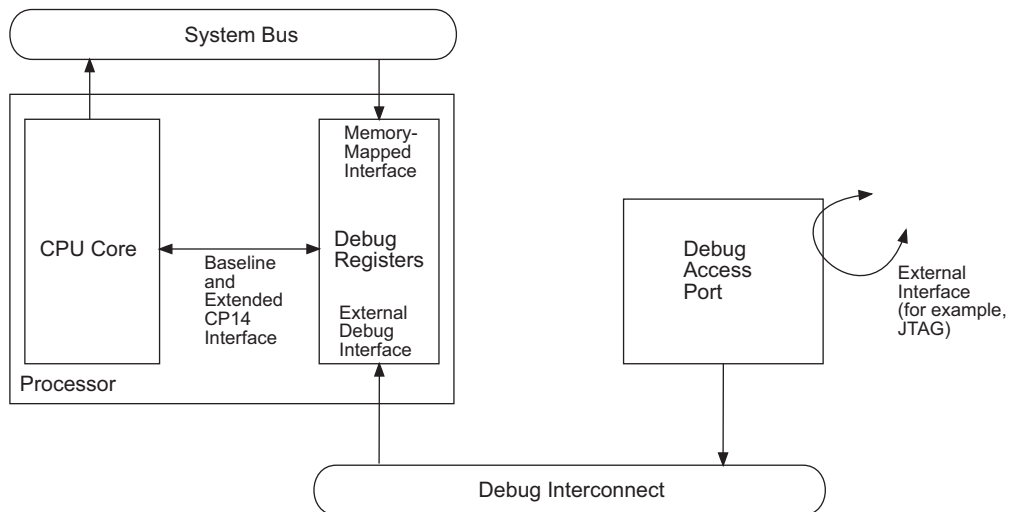 System Bus
Memory-
Mapped
Interface
CPU Core
Debug
Registers
Baseline
and
Extended
CP14
Interface
External
Debug
Interface
Processor
Debug
Access
Port
External
Interface
(for example,
JTAG)
Debug Interconnect